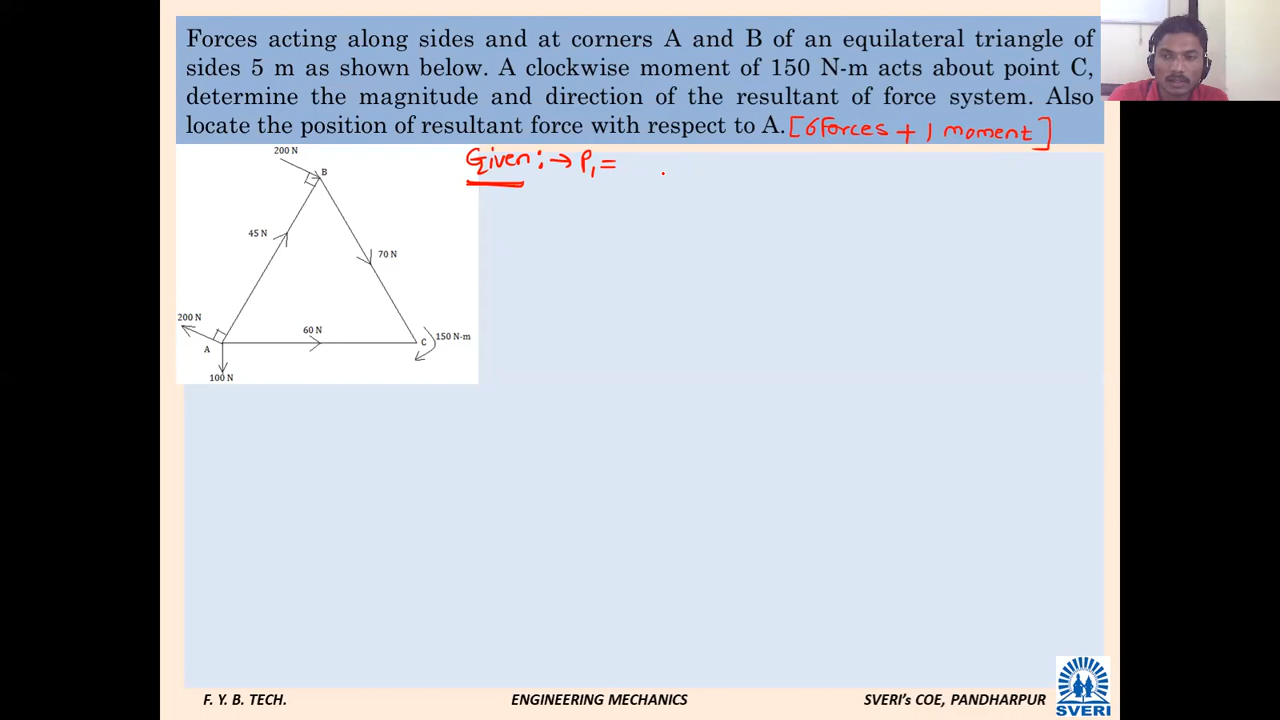 Forces acting along sides and at corners A and B of an equilateral triangle of
sides 5 m as shown below. A clockwise moment of 150 N-m acts about point C,
determine the magnitude and direction of the resultant of force system. Also
locate the position of resultant force with respect to A. [6 Forces + 1 moment]
Given :→ P₁ =
200 N
B
45 N
70 N
200 N
60 N
150 N-m
A
C
100 N
F. Y. B. TECH.
ENGINEERING MECHANICS
SVERI's COE, PANDHARPUR
SVERI